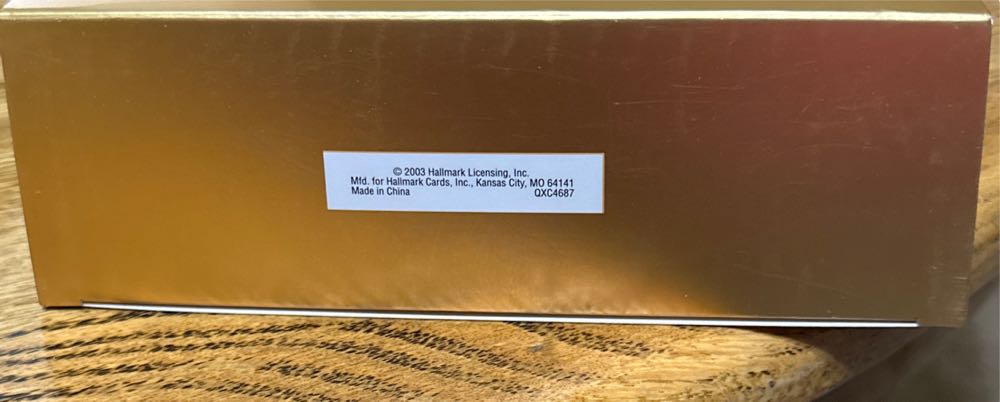 © 2003 Hallmark Licensing, Inc.
Mfd. for Hallmark Cards, Inc., Kansas City, MO 64141
Made in China QXC4687